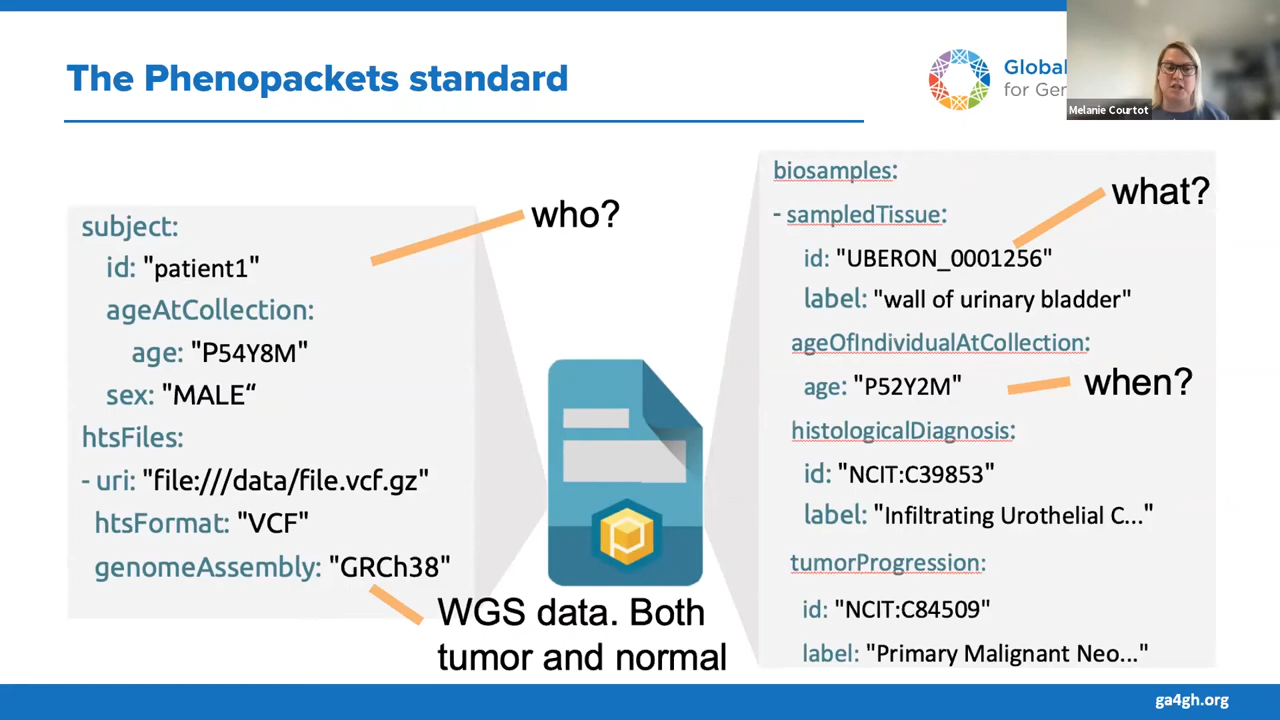 The Phenopackets standard
Global
for Ger
Melanie Courtot
subject:
id: "patient1"
ageAtCollection:
age: "P54Y8M"
sex: "MALE“
htsFiles:
- uri: "file:///data/file.vcf.gz"
htsFormat: "VCF"
genomeAssembly: "GRCh38"
who?
WGS data. Both
tumor and normal
biosamples:
- sampledTissue:
id: "UBERON_0001256"
label: "wall of urinary bladder"
ageOfIndividualAtCollection:
age: "P52Y2M"
histologicalDiagnosis:
id: "NCIT:C39853"
label: "Infiltrating Urothelial C..."
tumorProgression:
id: "NCIT:C84509"
label: "Primary Malignant Neo..."
what?
when?
ga4gh.org